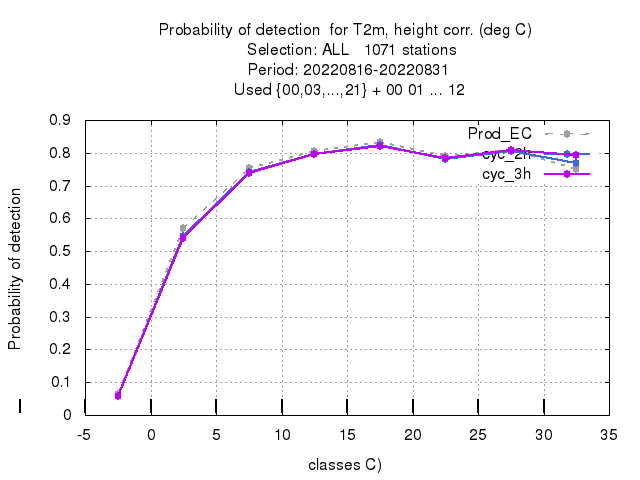 Probability of detection  for T2m, height corr. (deg C)
Selection: ALL   1071 stations
Period: 20220816-20220831
Used {00,03,...,21} + 00 01 ... 12
Probability of detection
0.9
0.8
0.7
0.6
0.5
0.4
0.3
0.2
0.1
0
Prod_EC
cyc_2h
cyc_3h
-5
0
5
10
15
20
25
30
35
classes C)